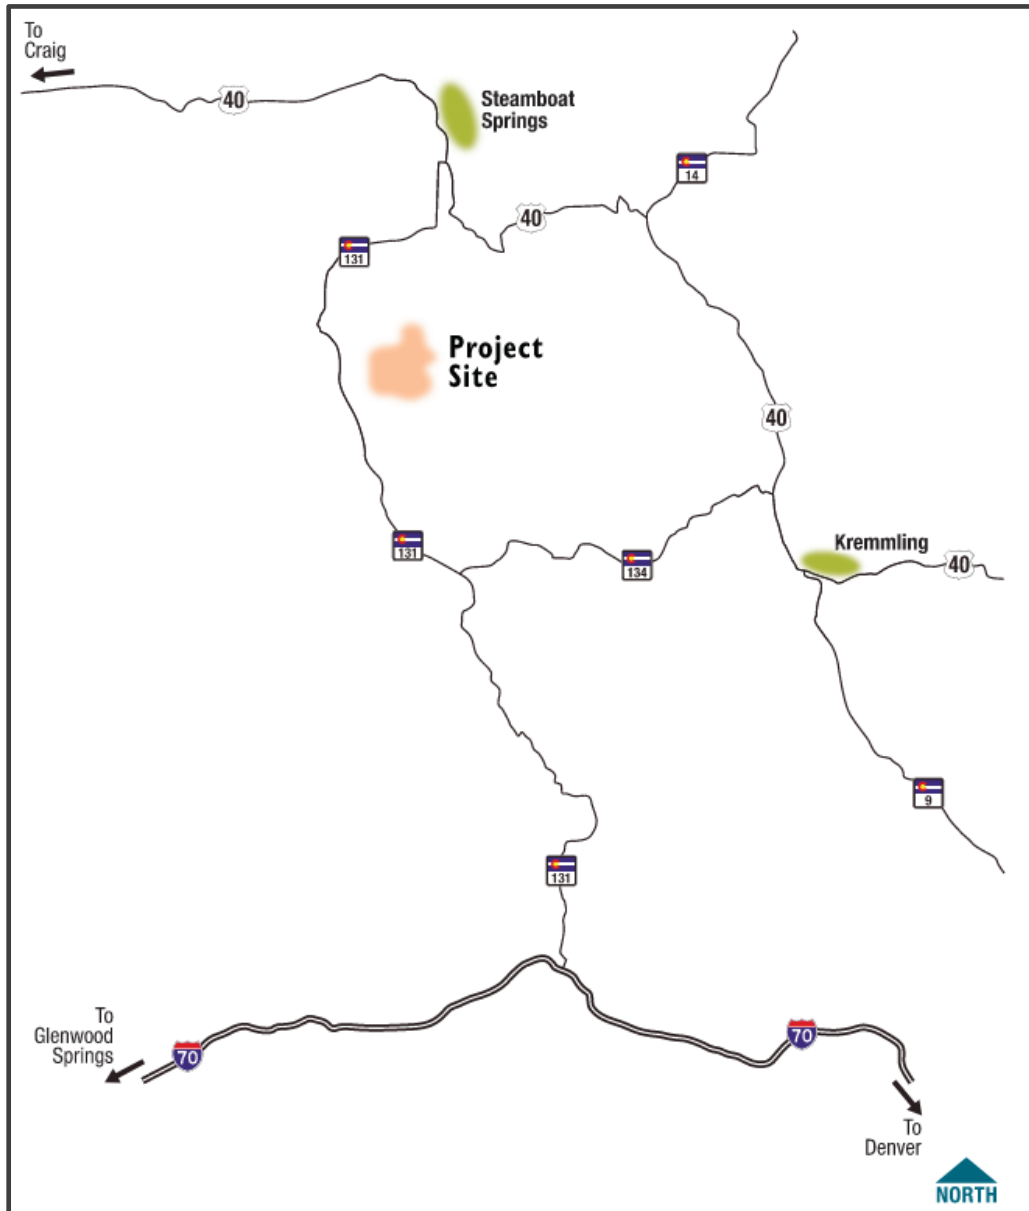 To
Craig
40
Steamboat
Springs
14
40
131
Project
Site
40
131
134
Kremmling
40
9
131
To
Glenwood
Springs
70
70
To
Denver
NORTH